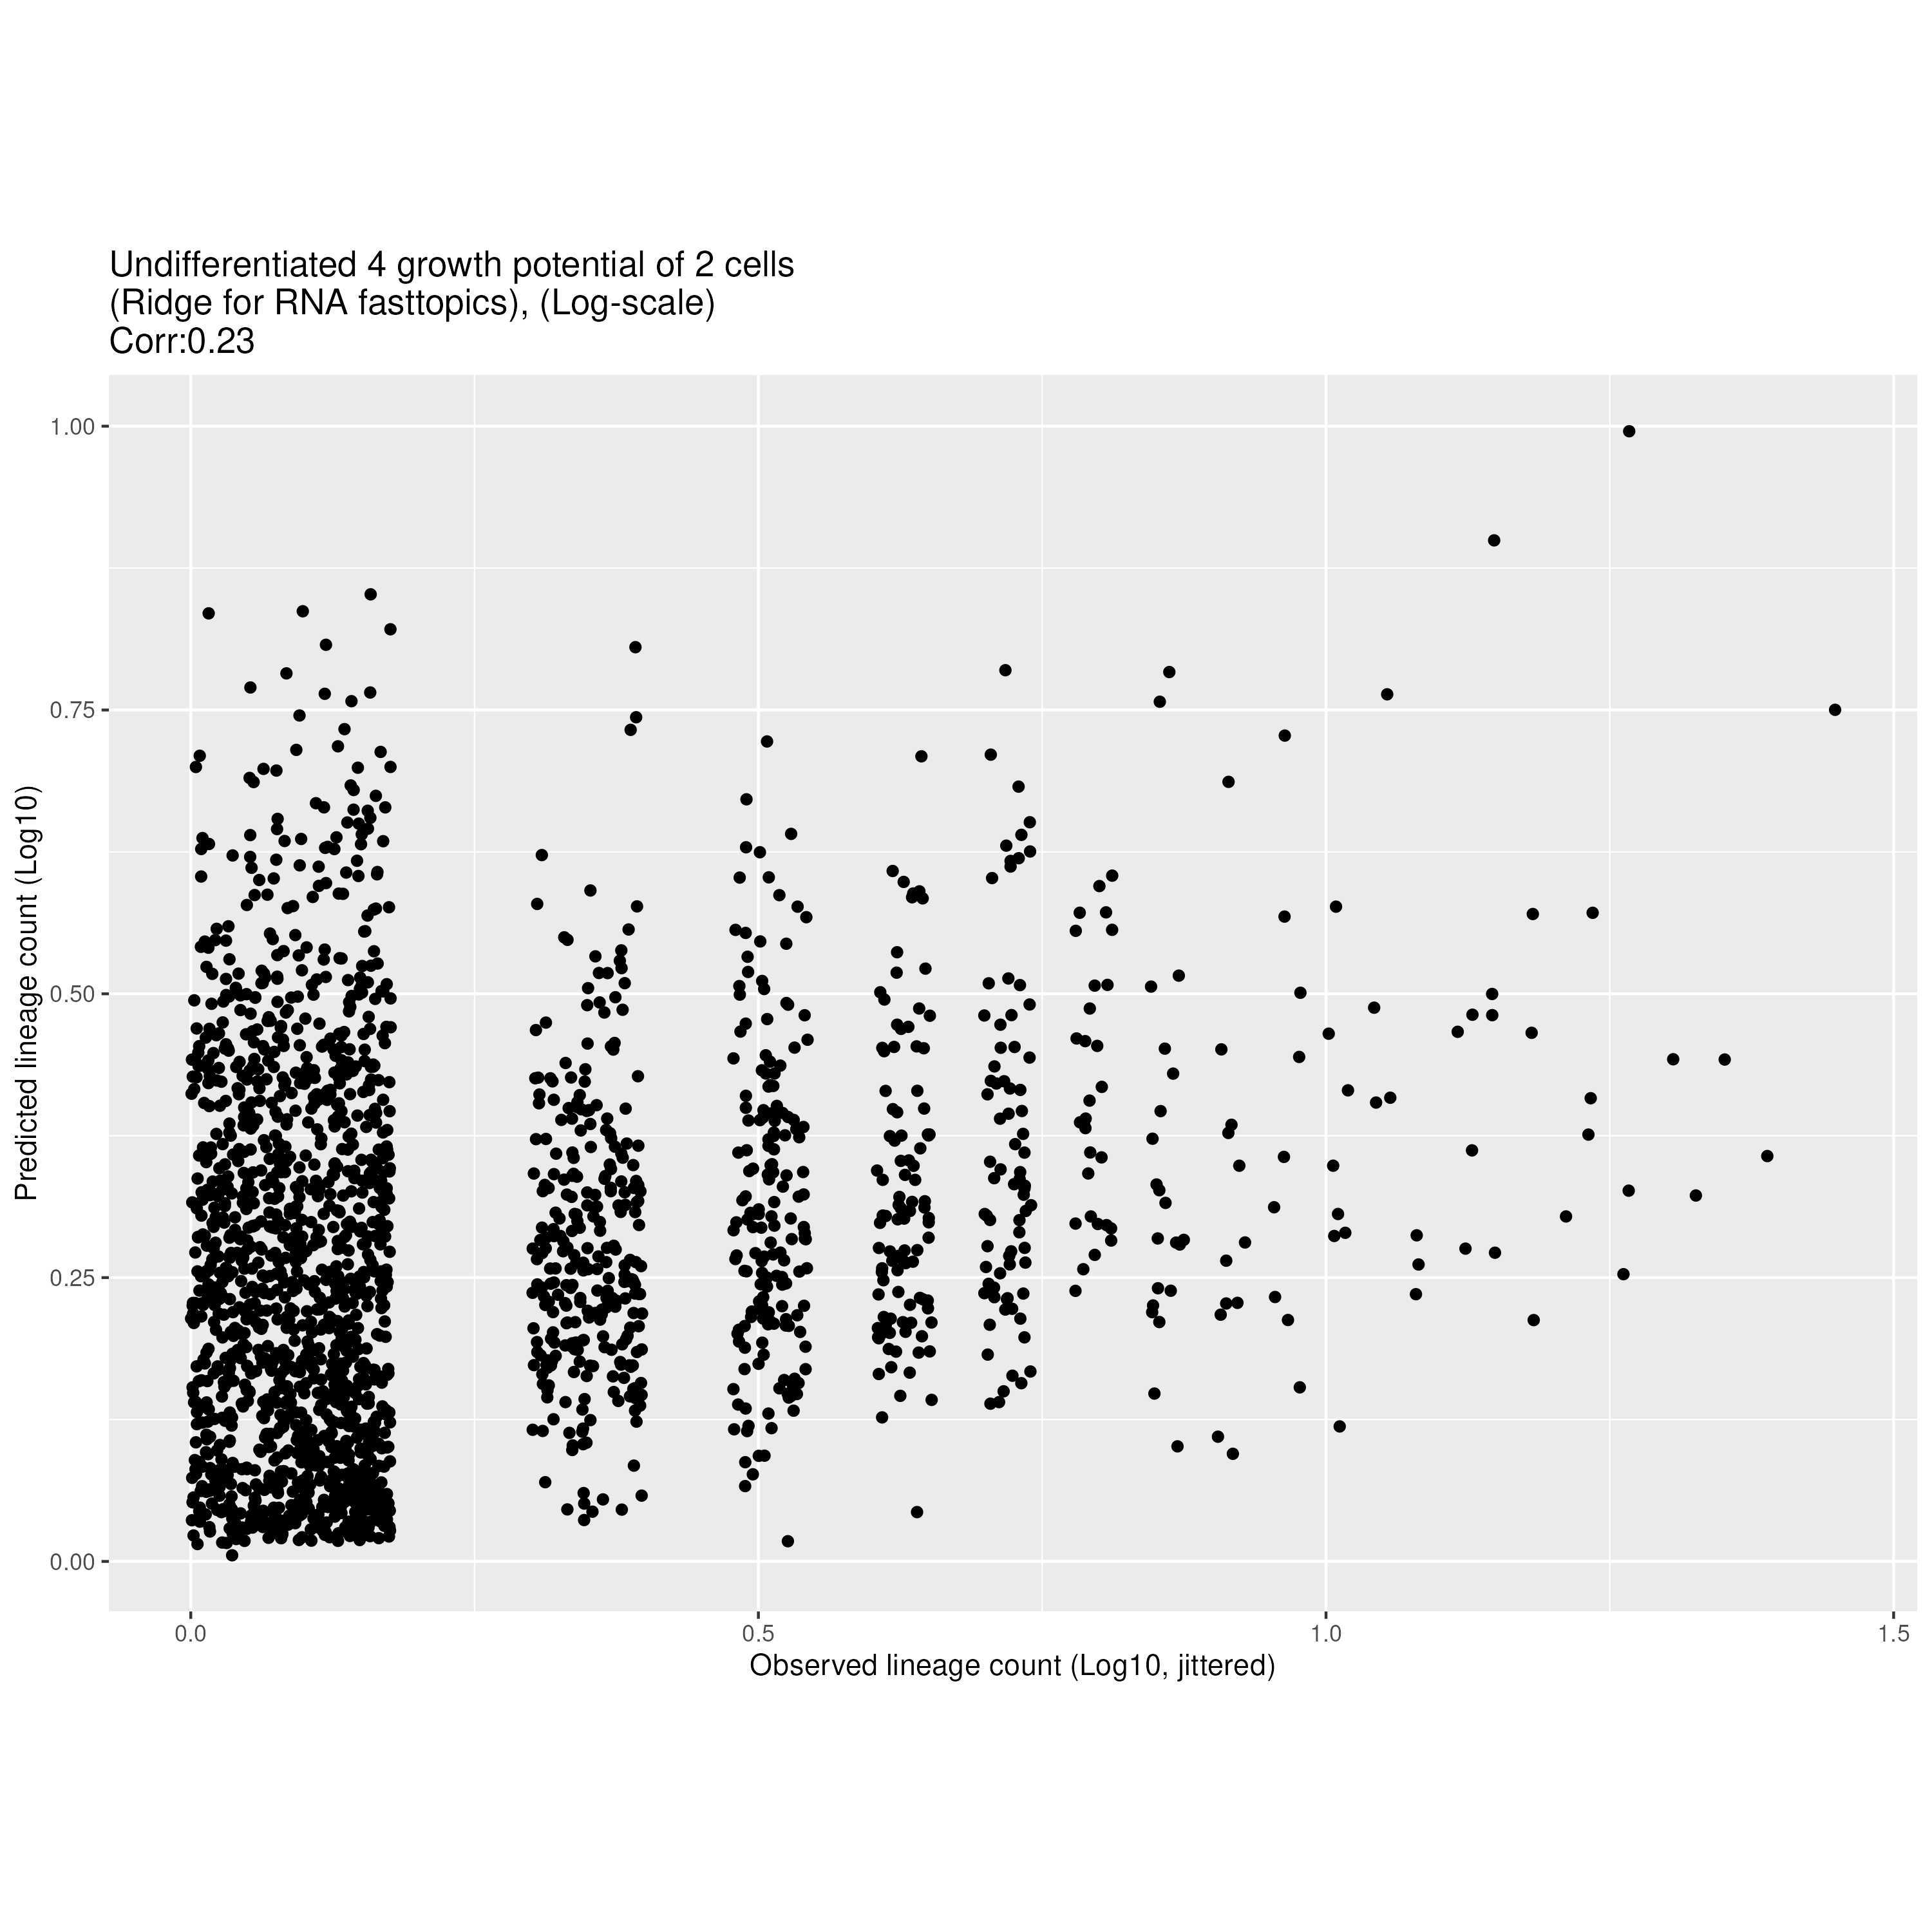 Undifferentiated 4 growth potential of 2 cells
(Ridge for RNA fasttopics), (Log-scale)
Corr:0.23
1.00
0.75
0.50
0.25
0.00
Predicted lineage count (Log10)
0.0
0.5
1.0
1.5
Observed lineage count (Log10, jittered)